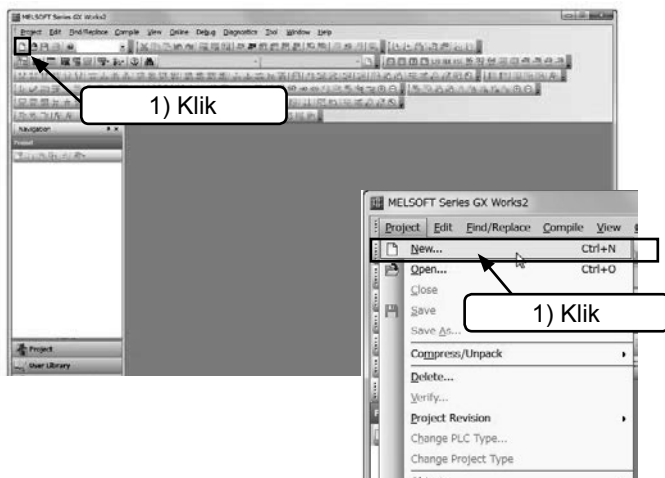 MELSOFT Series GX Works2
Project Edit Find/Replace Compile View Online Debug Diagnostics Tool Window Help
1) Klik
Navigation
Project
Project
User Library
MELSOFT Series GX Works2
Project Edit Find/Replace Compile View
New... Ctrl+N
Open... Ctrl+O
Close
Save
1) Klik
Save As...
Compress/Unpack
Delete...
Verify...
Project Revision
Change PLC Type...
Change Project Type